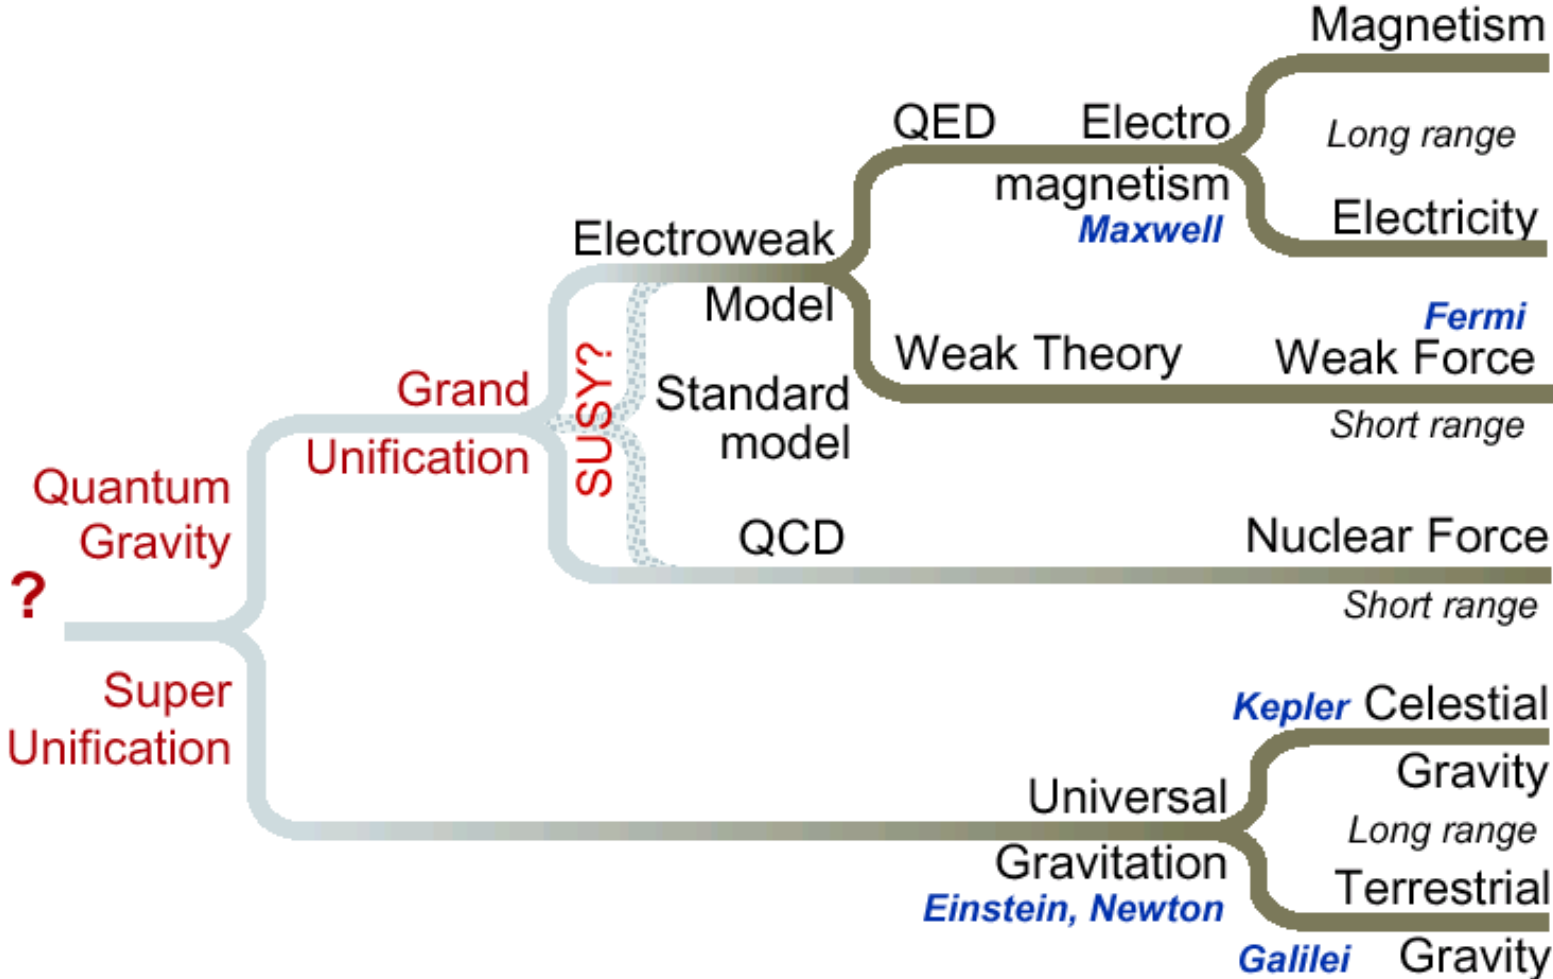 Magnetism
QED
Electro
magnetism
Maxwell
Long range
Electricity
Electroweak
Model
Fermi
Weak Theory
Weak Force
Short range
Grand
Unification
SUSY?
Standard
model
Quantum
Gravity
QCD
Nuclear Force
Short range
?
Super
Unification
Kepler Celestial
Gravity
Universal
Gravitation
Einstein, Newton
Long range
Terrestrial
Galilei Gravity